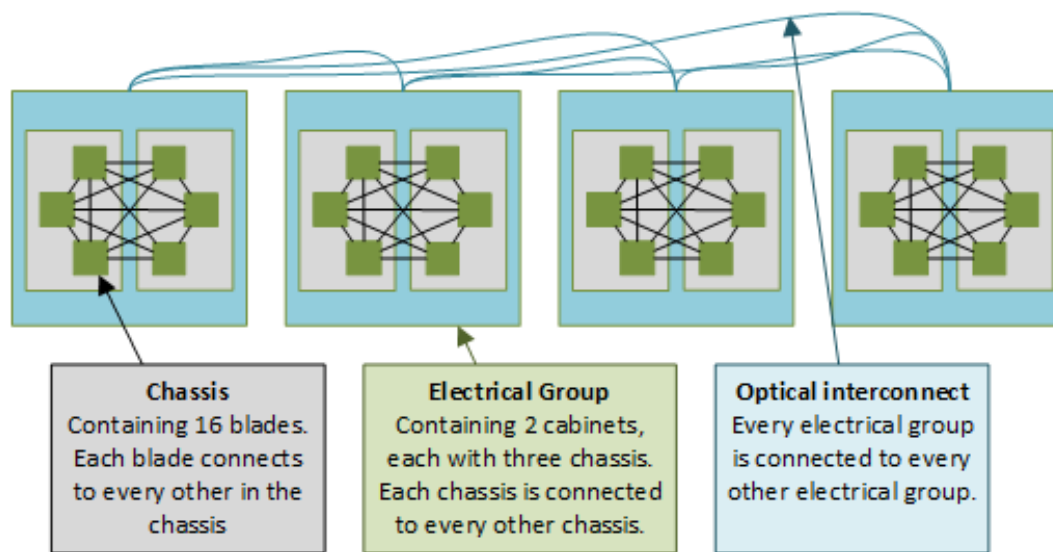 Chassis
Containing 16 blades.
Each blade connects
to every other in the
chassis
Electrical Group
Containing 2 cabinets,
each with three chassis.
Each chassis is connected
to every other chassis.
Optical interconnect
Every electrical group
is connected to every
other electrical group.